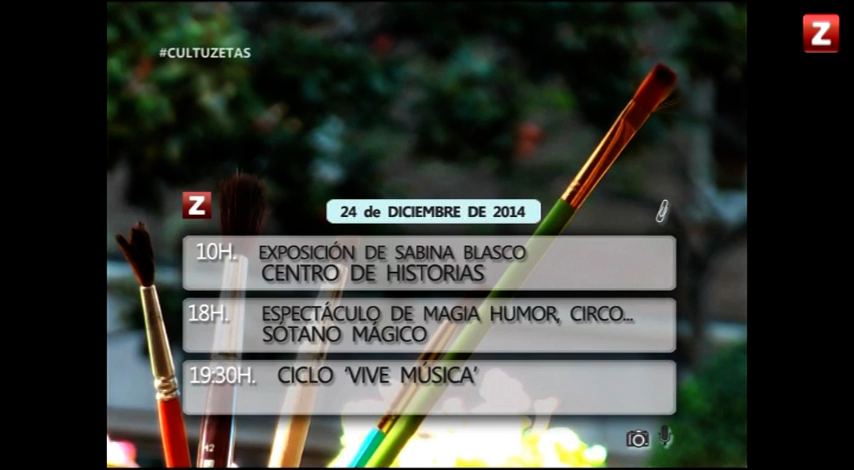 Z
#CULTUZETAS
Z
24 de DICIEMBRE DE 2014
10H. EXPOSICIÓN DE SABINA BLASCO
CENTRO DE HISTORIAS
18H. ESPECTÁCULO DE MAGIA HUMOR, CIRCO...
SÓTANO MÁGICO
19:30H. CICLO ‘VIVE MÚSICA’